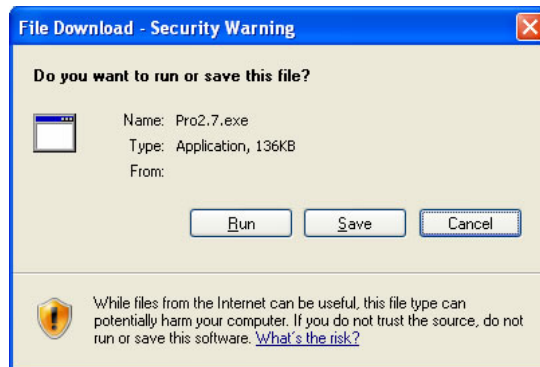 File Download - Security Warning
Do you want to run or save this file?
Name: Pro2.7.exe
Type: Application, 136KB
From:
Run Save Cancel
While files from the Internet can be useful, this file type can
potentially harm your computer. If you do not trust the source, do not
run or save this software. What's the risk?